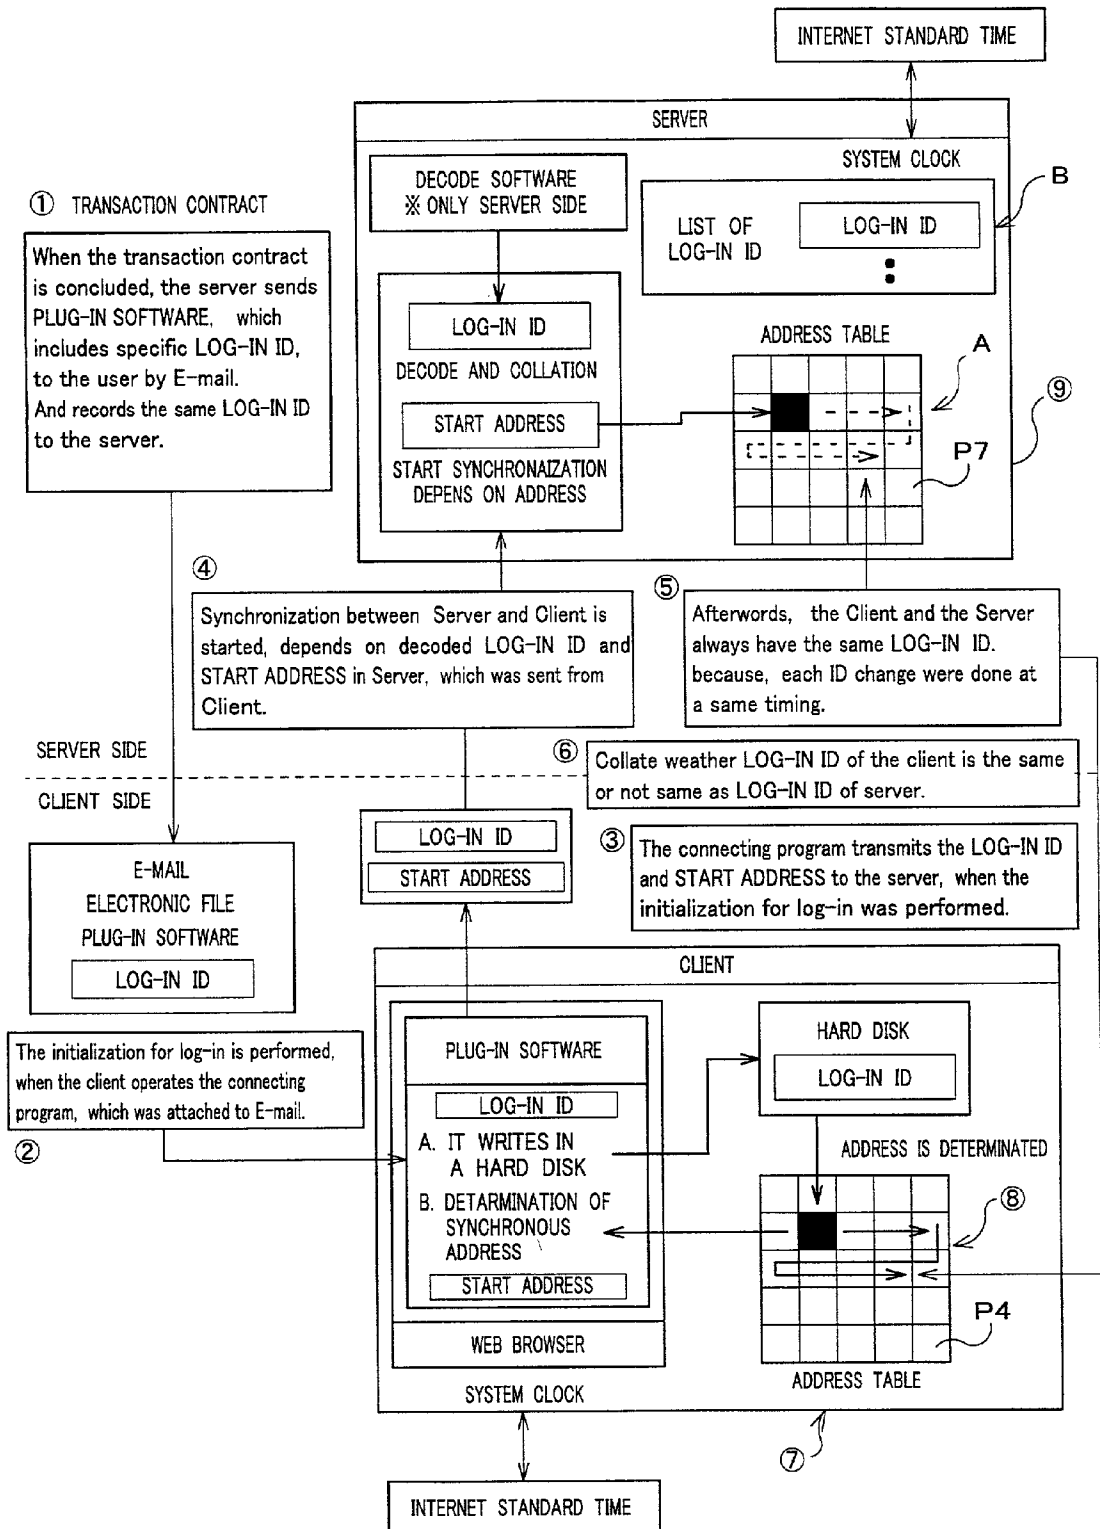 INTERNET STANDARD TIME
SERVER
SYSTEM CLOCK
DECODE SOFTWARE
※ ONLY SERVER SIDE
B
LIST OF
LOG-IN ID
LOG-IN ID
① TRANSACTION CONTRACT
When the transaction contract
is concluded, the server sends
PLUG-IN SOFTWARE, which
includes specific LOG-IN ID,
to the user by E-mail.
And records the same LOG-IN ID
to the server.
LOG-IN ID
DECODE AND COLLATION
START ADDRESS
START SYNCHRONAIZATION
DEPENS ON ADDRESS
ADDRESS TABLE
A
⑨
P7
④
Synchronization between Server and Client is
started, depends on decoded LOG-IN ID and
START ADDRESS in Server, which was sent from
Client.
⑤
Afterwords, the Client and the Server
always have the same LOG-IN ID.
because, each ID change were done at
a same timing.
SERVER SIDE
CLIENT SIDE
⑥
Collate weather LOG-IN ID of the client is the same
or not same as LOG-IN ID of server.
LOG-IN ID
START ADDRESS
③
The connecting program transmits the LOG-IN ID
and START ADDRESS to the server, when the
initialization for log-in was performed.
E-MAIL
ELECTRONIC FILE
PLUG-IN SOFTWARE
LOG-IN ID
The initialization for log-in is performed,
when the client operates the connecting
program, which was attached to E-mail.
②
CLIENT
PLUG-IN SOFTWARE
LOG-IN ID
A. IT WRITES IN
A HARD DISK
B. DETARMINATION OF
SYNCHRONOUS
ADDRESS
START ADDRESS
WEB BROWSER
HARD DISK
LOG-IN ID
ADDRESS IS DETERMINATED
⑧
P4
ADDRESS TABLE
SYSTEM CLOCK
⑦
INTERNET STANDARD TIME